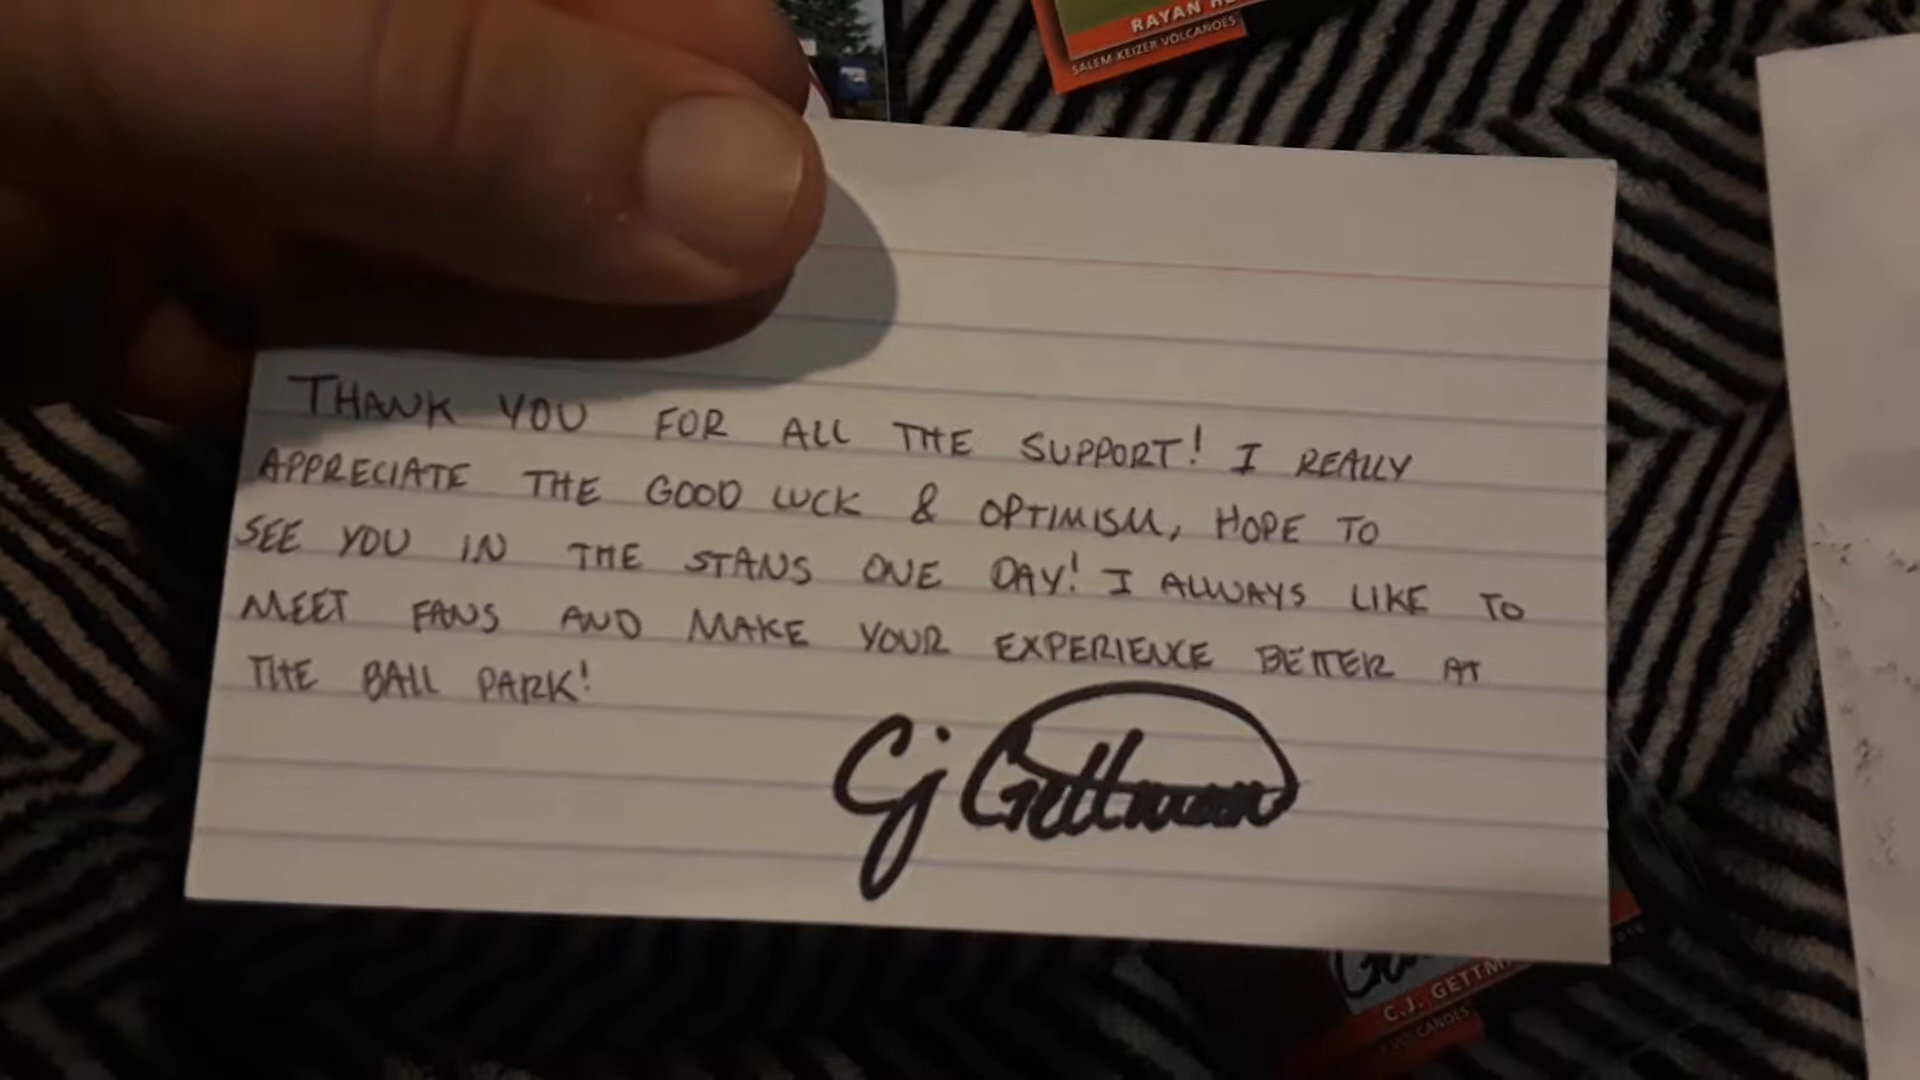 RAYAN
SALEM-KEIZER VOLCANOES
THANK YOU FOR ALL THE SUPPORT! I REALLY
APPRECIATE THE GOOD LUCK & OPTIMISM, HOPE TO
SEE YOU IN THE STANS ONE DAY! I ALWAYS LIKE TO
MEET FANS AND MAKE YOUR EXPERIENCE BETTER AT
THE BALL PARK!
Cj Gettman
C.J. GETTM
VOLCANOES